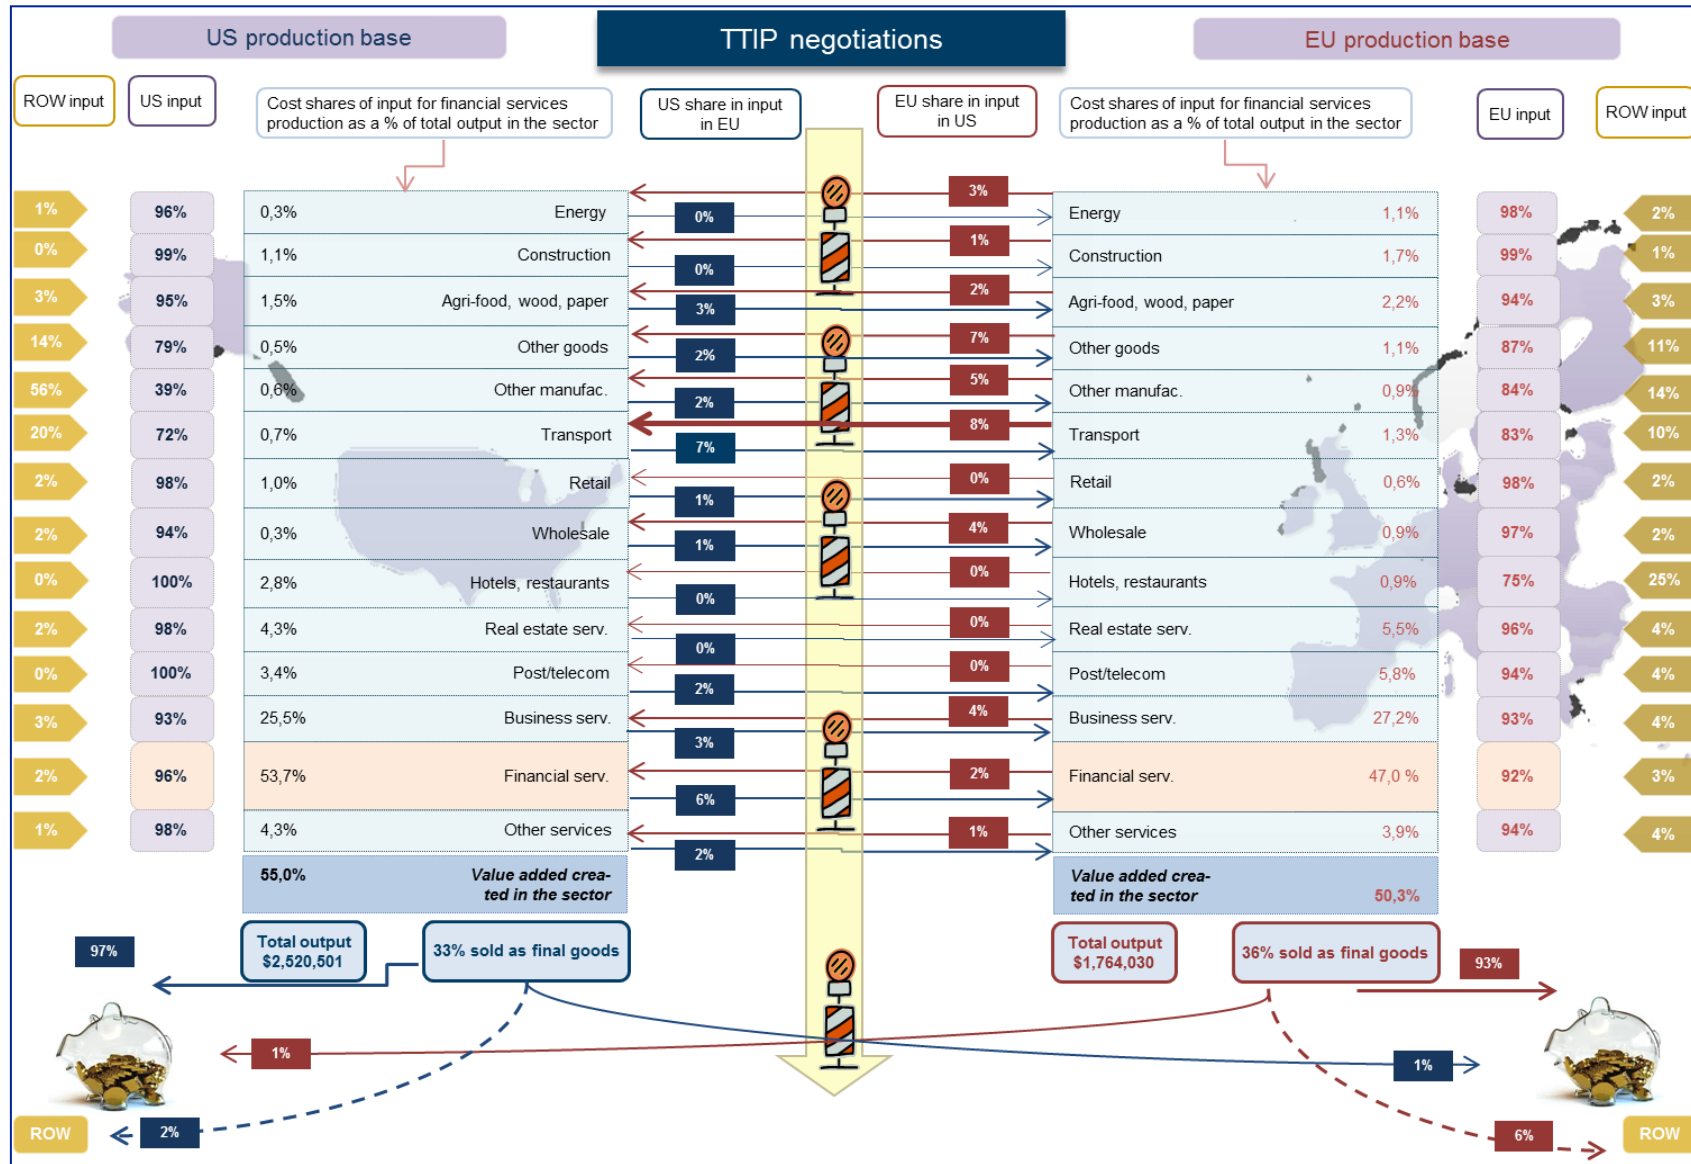 US production base
TTIP negotiations
EU production base
ROW input
US input
Cost shares of input for financial services
production as a % of total output in the sector
US share in input
in EU
EU share in input
in US
Cost shares of input for financial services
production as a % of total output in the sector
EU input
ROW input
1% 96% 0,3% Energy 0% 3% Energy 1,1% 98% 2%
0% 99% 1,1% Construction 0% 1% Construction 1,7% 99% 1%
3% 95% 1,5% Agri-food, wood, paper 3% 2% Agri-food, wood, paper 2,2% 94% 3%
14% 79% 0,5% Other goods 2% 7% Other goods 1,1% 87% 11%
56% 39% 0,6% Other manufac. 2% 5% Other manufac. 0,9% 84% 14%
20% 72% 0,7% Transport 7% 8% Transport 1,3% 83% 10%
2% 98% 1,0% Retail 1% 0% Retail 0,6% 98% 2%
2% 94% 0,3% Wholesale 1% 4% Wholesale 0,9% 97% 2%
0% 100% 2,8% Hotels, restaurants 0% 0% Hotels, restaurants 0,9% 75% 25%
2% 98% 4,3% Real estate serv. 0% 0% Real estate serv. 5,5% 96% 4%
0% 100% 3,4% Post/telecom 2% 0% Post/telecom 5,8% 94% 4%
3% 93% 25,5% Business serv. 3% 4% Business serv. 27,2% 93% 4%
2% 96% 53,7% Financial serv. 6% 2% Financial serv. 47,0 % 92% 3%
1% 98% 4,3% Other services 2% 1% Other services 3,9% 94% 4%
55,0% Value added crea-
ted in the sector
Value added crea-
ted in the sector 50,3%
97%
Total output
$2,520,501
33% sold as final goods
Total output
$1,764,030
36% sold as final goods
93%
1%
1%
ROW
2%
6%
ROW